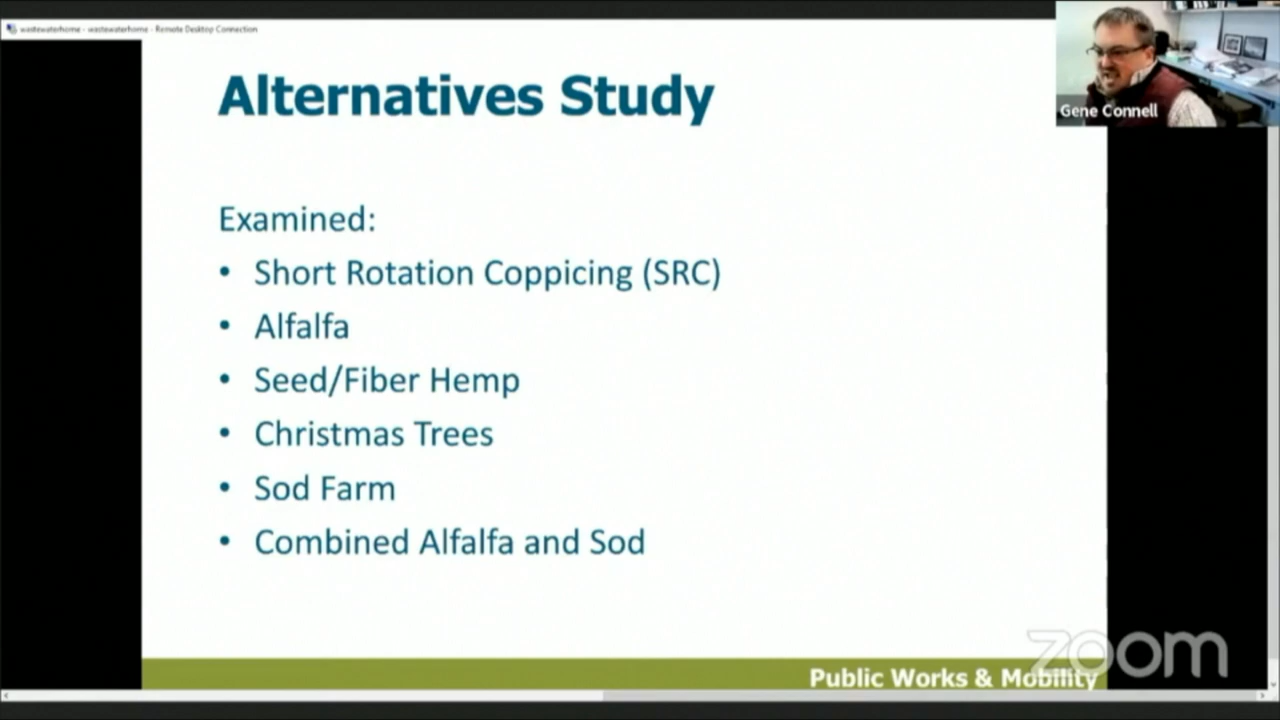 wastewaterhome - wastewaterhome - Remote Desktop Connection
Alternatives Study
Gene Connell
Examined:
• Short Rotation Coppicing (SRC)
• Alfalfa
• Seed/Fiber Hemp
• Christmas Trees
• Sod Farm
• Combined Alfalfa and Sod
zoom
Public Works & Mobility